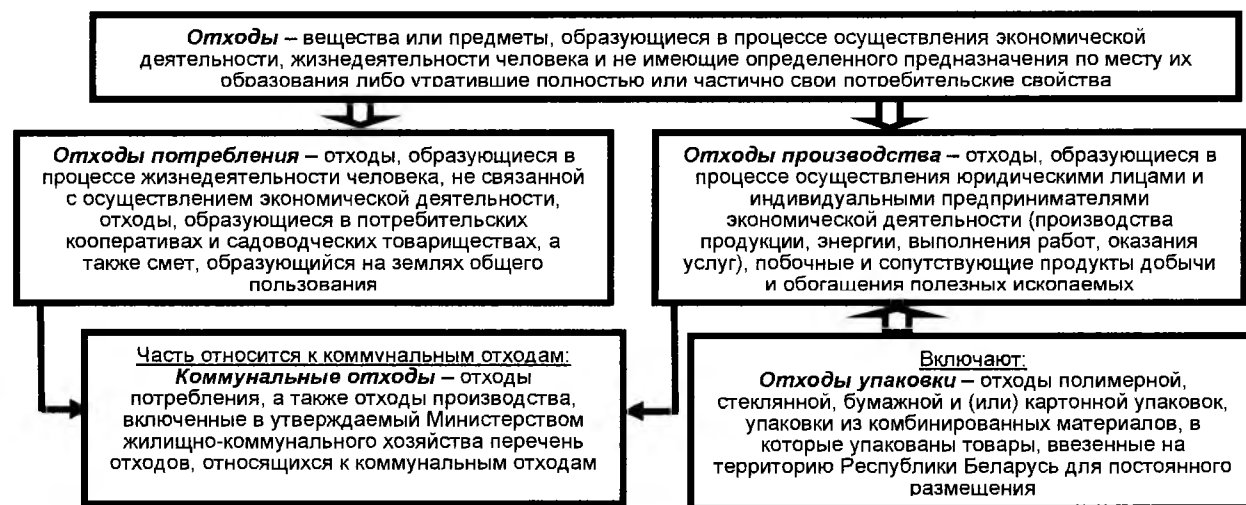 Отходы – вещества или предметы, образующиеся в процессе осуществления экономической
деятельности, жизнедеятельности человека и не имеющие определенного предназначения по месту их
образования либо утратившие полностью или частично свои потребительские свойства
Отходы потребления – отходы, образующиеся в
процессе жизнедеятельности человека, не связанной
с осуществлением экономической деятельности,
отходы, образующиеся в потребительских
кооперативах и садоводческих товариществах, а
также смет, образующийся на землях общего
пользования
Отходы производства – отходы, образующиеся в
процессе осуществления юридическими лицами и
индивидуальными предпринимателями
экономической деятельности (производства
продукции, энергии, выполнения работ, оказания
услуг), побочные и сопутствующие продукты добычи
и обогащения полезных ископаемых
Часть относится к коммунальным отходам:
Коммунальные отходы – отходы
потребления, а также отходы производства,
включенные в утверждаемый Министерством
жилищно-коммунального хозяйства перечень
отходов, относящихся к коммунальным отходам
Включают:
Отходы упаковки – отходы полимерной,
стеклянной, бумажной и (или) картонной упаковок,
упаковки из комбинированных материалов, в
которые упакованы товары, ввезенные на
территорию Республики Беларусь для постоянного
размещения